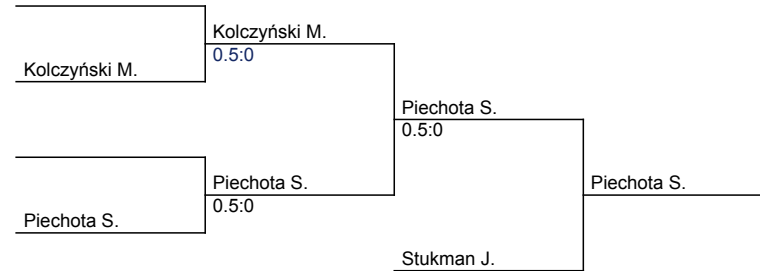 Kolczyński M.
0.5:0
Kolczyński M.
Piechota S.
0.5:0
Piechota S.
Piechota S.
0.5:0
Piechota S.
Stukman J.